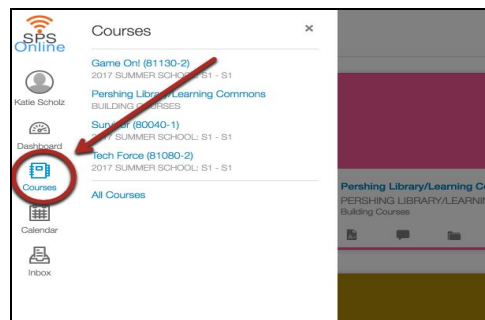 SPS
Online
Katie Scholz
Dashboard
Courses
Calendar
Inbox
Courses
×
Game On! (81130-2)
2017 SUMMER SCHOOL: S1 - S1
Pershing Library/Learning Commons
BUILDING COURSES
Survivor (80040-1)
2017 SUMMER SCHOOL: S1 - S1
Tech Force (81080-2)
2017 SUMMER SCHOOL: S1 - S1
All Courses
Pershing Library/Learning C
PERSHING LIBRARY/LEARNIN
Building Courses